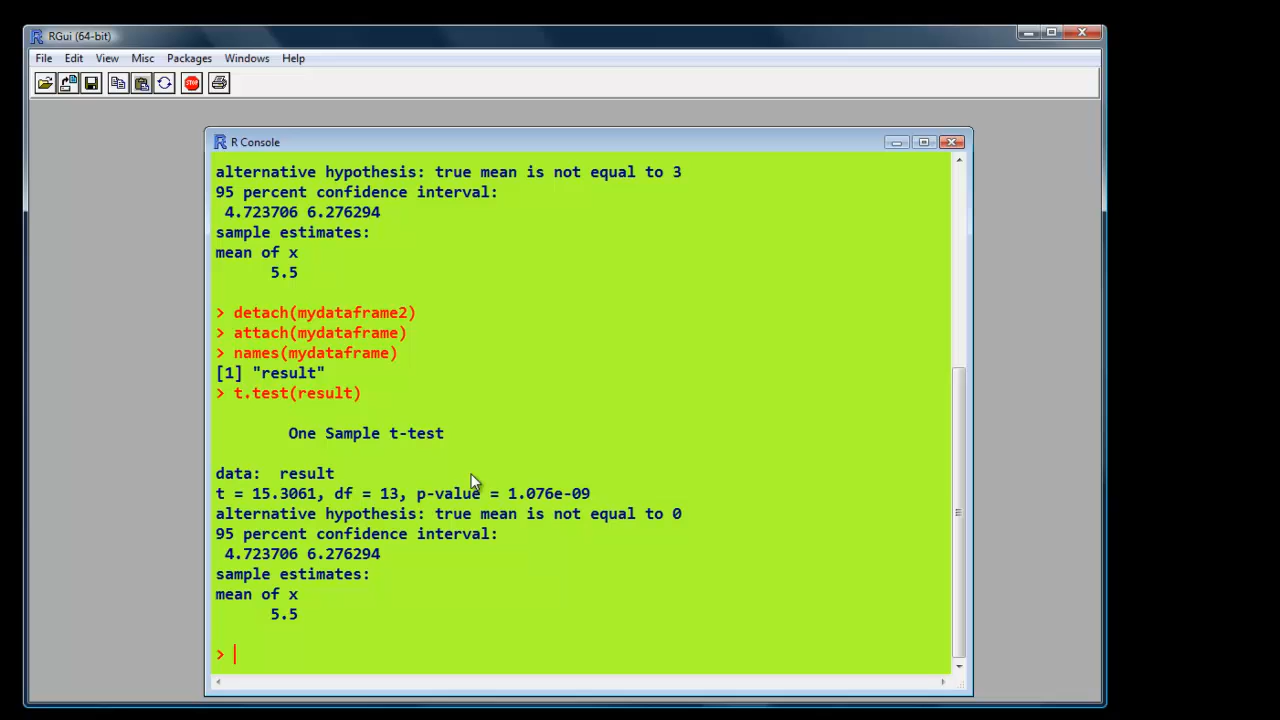 RGui (64-bit)
File Edit View Misc Packages Windows Help
STOP
R Console
alternative hypothesis: true mean is not equal to 3
95 percent confidence interval:
 4.723706 6.276294
sample estimates:
mean of x
      5.5
> detach(mydataframe2)
> attach(mydataframe)
> names(mydataframe)
[1] "result"
> t.test(result)
        One Sample t-test
data:  result
t = 15.3061, df = 13, p-value = 1.076e-09
alternative hypothesis: true mean is not equal to 0
95 percent confidence interval:
 4.723706 6.276294
sample estimates:
mean of x
      5.5
>